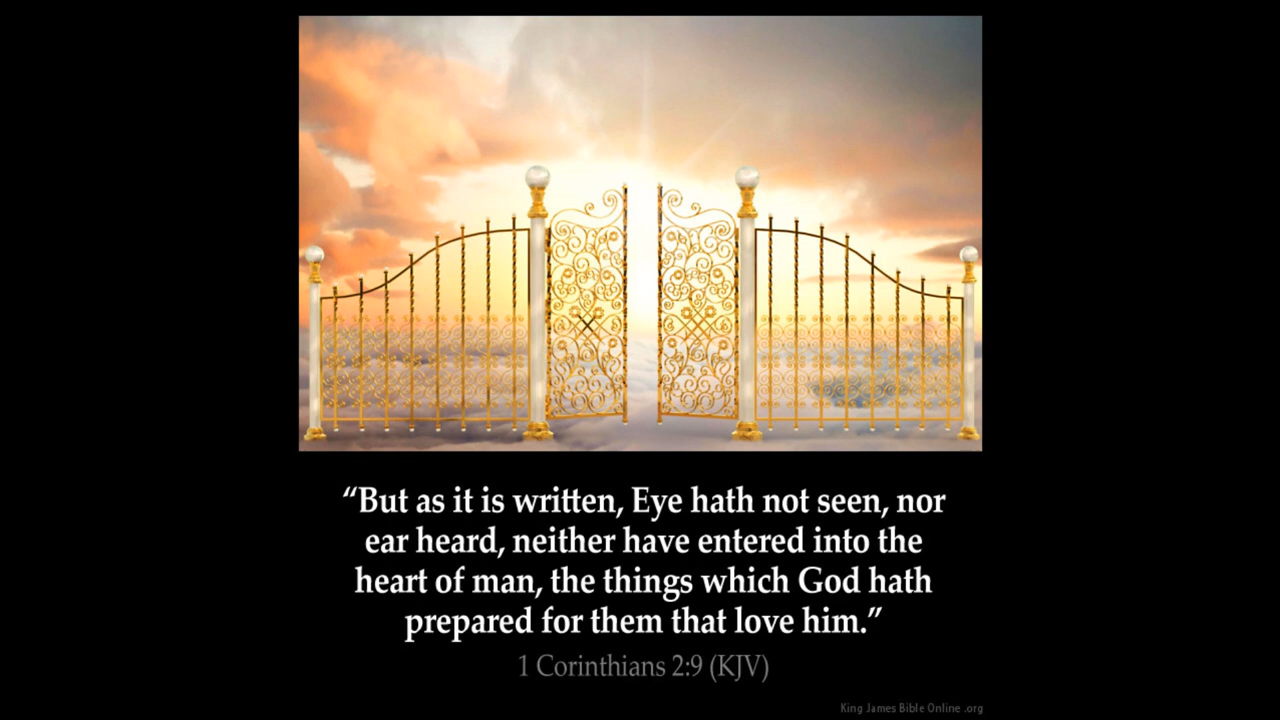 “But as it is written, Eye hath not seen, nor
ear heard, neither have entered into the
heart of man, the things which God hath
prepared for them that love him.”
1 Corinthians 2:9 (KJV)
King James Bible Online .org